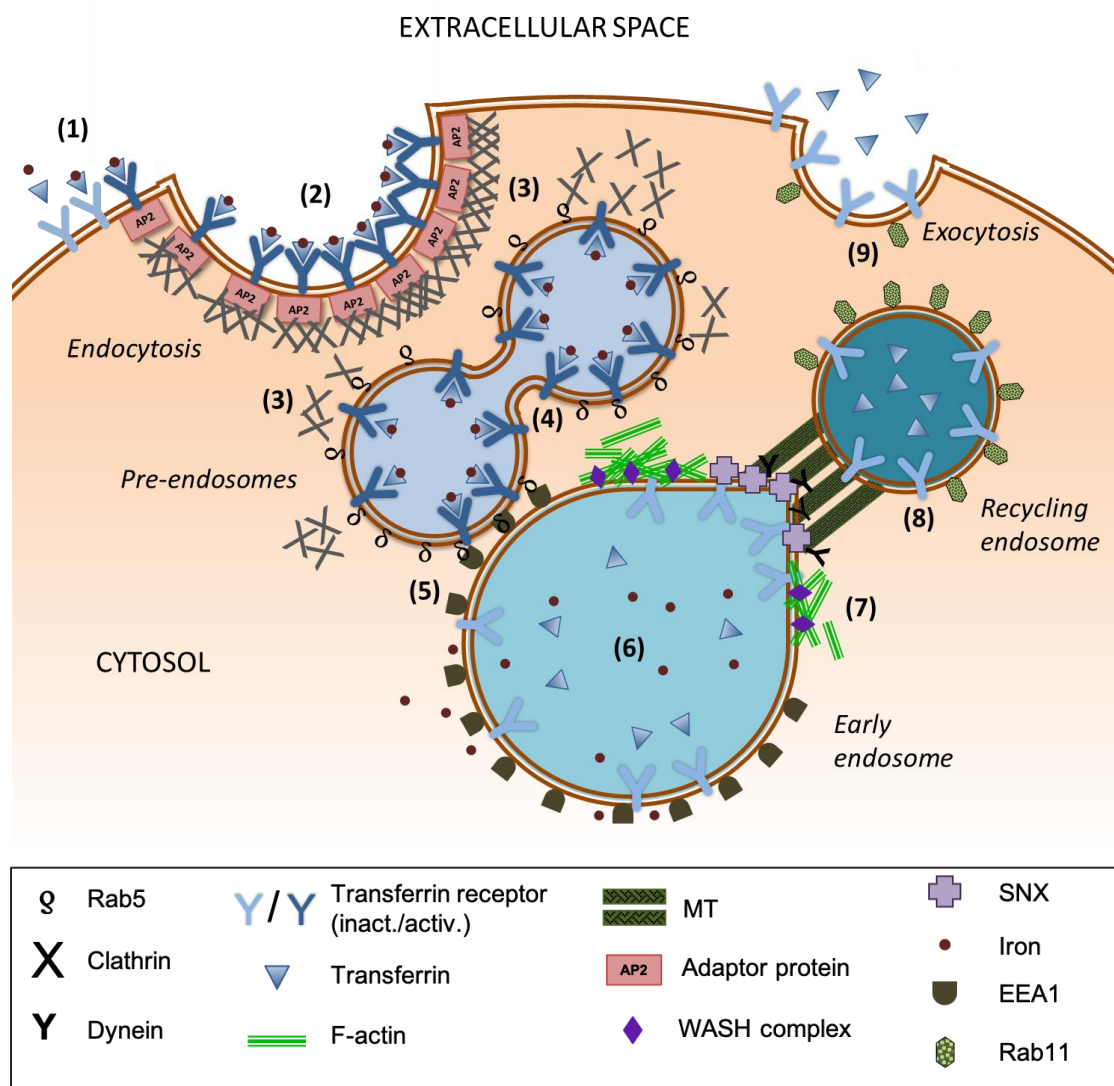 EXTRACELLULAR SPACE
(1)
(2)
(3)
AP2
AP2
AP2
AP2
AP2
AP2
AP2
AP2
AP2
AP2
Endocytosis
(9)
Exocytosis
(3)
(4)
Pre-endosomes
(8)
Recycling
endosome
(5)
(7)
(6)
CYTOSOL
Early
endosome
Rab5
Clathrin
Dynein
/
Transferrin receptor
(inact./activ.)
Transferrin
F-actin
MT
AP2
Adaptor protein
WASH complex
SNX
Iron
EEA1
Rab11